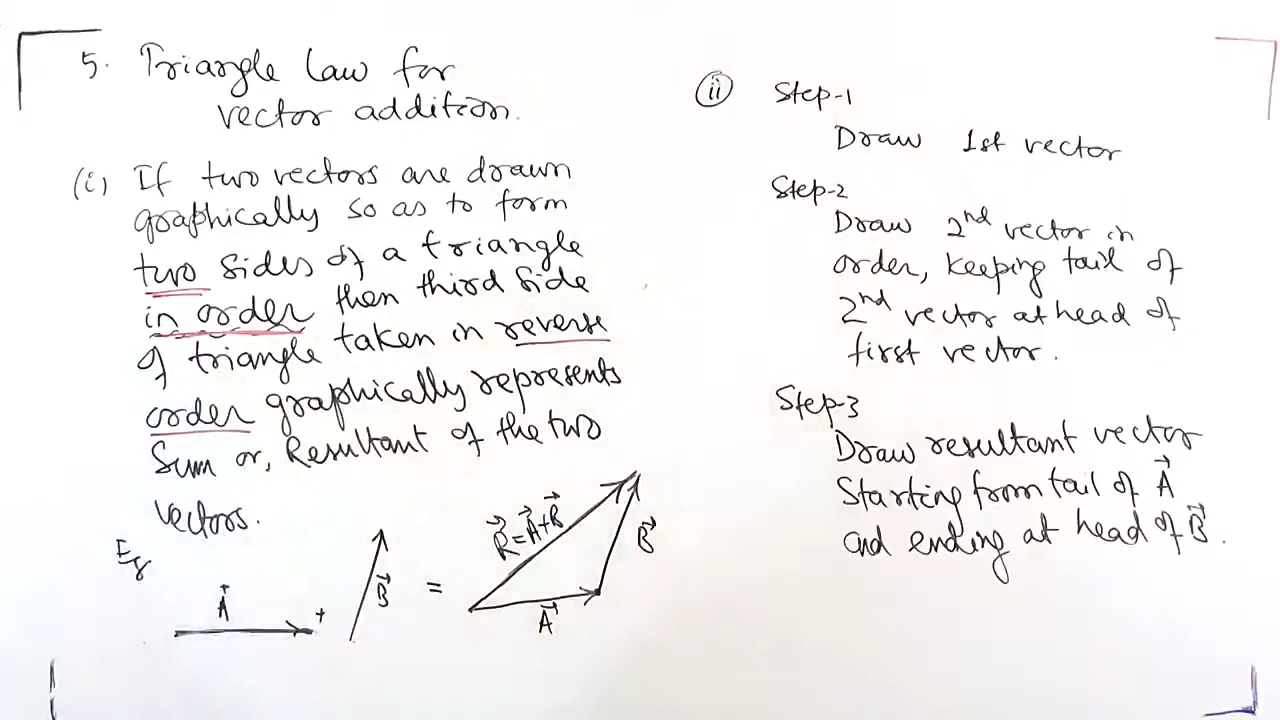 5. Triangle Law for
vector addition.
(i) If two vectors are drawn
graphically so as to form
two sides of a triangle
in order then third side
of triangle taken in reverse
order graphically represents
Sum or, Resultant of the two
vectors.
Eg
A⃗ + B⃗ = R⃗=A⃗+B⃗ A⃗ B⃗
(ii) Step-1
Draw 1st vector
Step-2
Draw 2nd vector in
order, keeping tail of
2nd vector at head of
first vector.
Step-3
Draw resultant vector
Starting from tail of A⃗
and ending at head of B⃗.